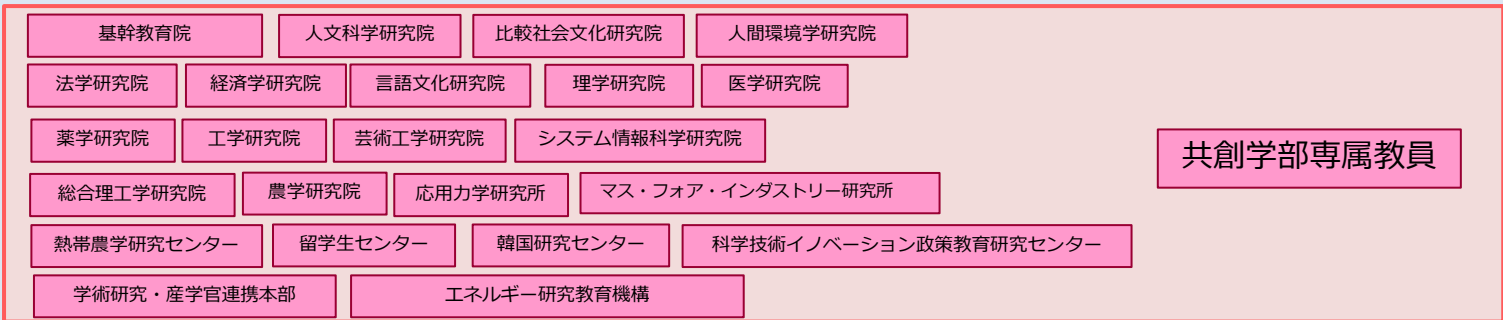 基幹教育院 人文科学研究院 比較社会文化研究院 人間環境学研究院
法学研究院 経済学研究院 言語文化研究院 理学研究院 医学研究院
薬学研究院 工学研究院 芸術工学研究院 システム情報科学研究院
共創学部専属教員
総合理工学研究院 農学研究院 応用力学研究所 マス・フォア・インダストリー研究所
熱帯農学研究センター 留学生センター 韓国研究センター 科学技術イノベーション政策教育研究センター
学術研究・産学官連携本部 エネルギー研究教育機構